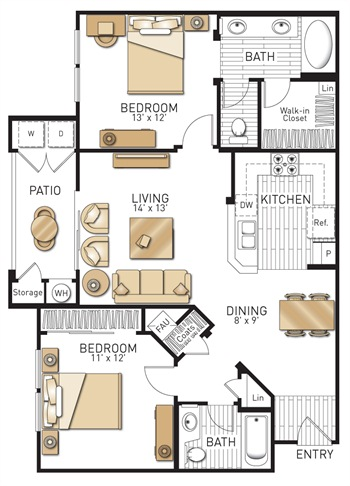 BATH
Lin
BEDROOM
13' x 12'
Walk-in
Closet
W
D
PATIO
LIVING
14' x 13'
KITCHEN
DW
Ref.
P
Storage
WH
DINING
8' x 9'
FAU
Coats
BEDROOM
11' x 12'
Lin
BATH
ENTRY